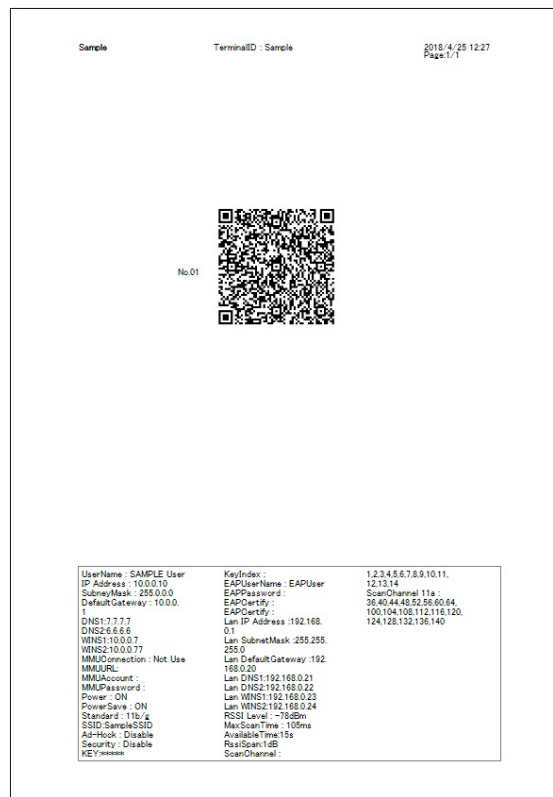 Sample
TerminalID : Sample
2018/4/25 12:27
Page:1/1
No.01
UserName : SAMPLE User
IP Address : 10.0.0.10
SubneyMask : 255.0.0.0
DefaultGateway : 10.0.0.
1
DNS1:7.7.7.7
DNS2:6.6.6.6
WINS1:10.0.0.7
WINS2:10.0.0.77
MMUConnection : Not Use
MMUURL:
MMUAccount :
MMUPassword :
Power : ON
PowerSave : ON
Standard : 11b/g
SSID:SampleSSID
Ad-Hock : Disable
Security : Disable
KEY:*****
KeyIndex :
EAPUserName : EAPUser
EAPPassword :
EAPCertify :
EAPCertify :
Lan IP Address :192.168.
0.1
Lan SubnetMask :255.255.
255.0
Lan DefaultGateway :192.
168.0.20
Lan DNS1:192.168.0.21
Lan DNS2:192.168.0.22
Lan WINS1:192.168.0.23
Lan WINS2:192.168.0.24
RSSI Level : -78dBm
MaxScanTime : 105ms
AvailableTime:15s
RssiSpan:1dB
ScanChannel :
1,2,3,4,5,6,7,8,9,10,11,
12,13,14
ScanChannel 11a :
36,40,44,48,52,56,60,64,
100,104,108,112,116,120,
124,128,132,136,140